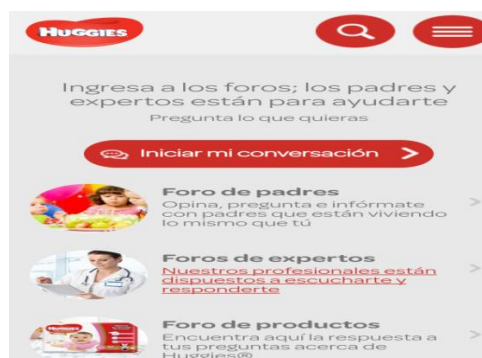 HUGGIES
Ingresa a los foros; los padres y
expertos están para ayudarte
Pregunta lo que quieras
Iniciar mi conversación
Foro de padres
Opina, pregunta e infórmate
con padres que están viviendo
lo mismo que tú
Foros de expertos
Nuestros profesionales están
dispuestos a escucharte y
responderte
Foro de productos
Encuentra aquí la respuesta a
tus preguntas acerca de
Huggies®